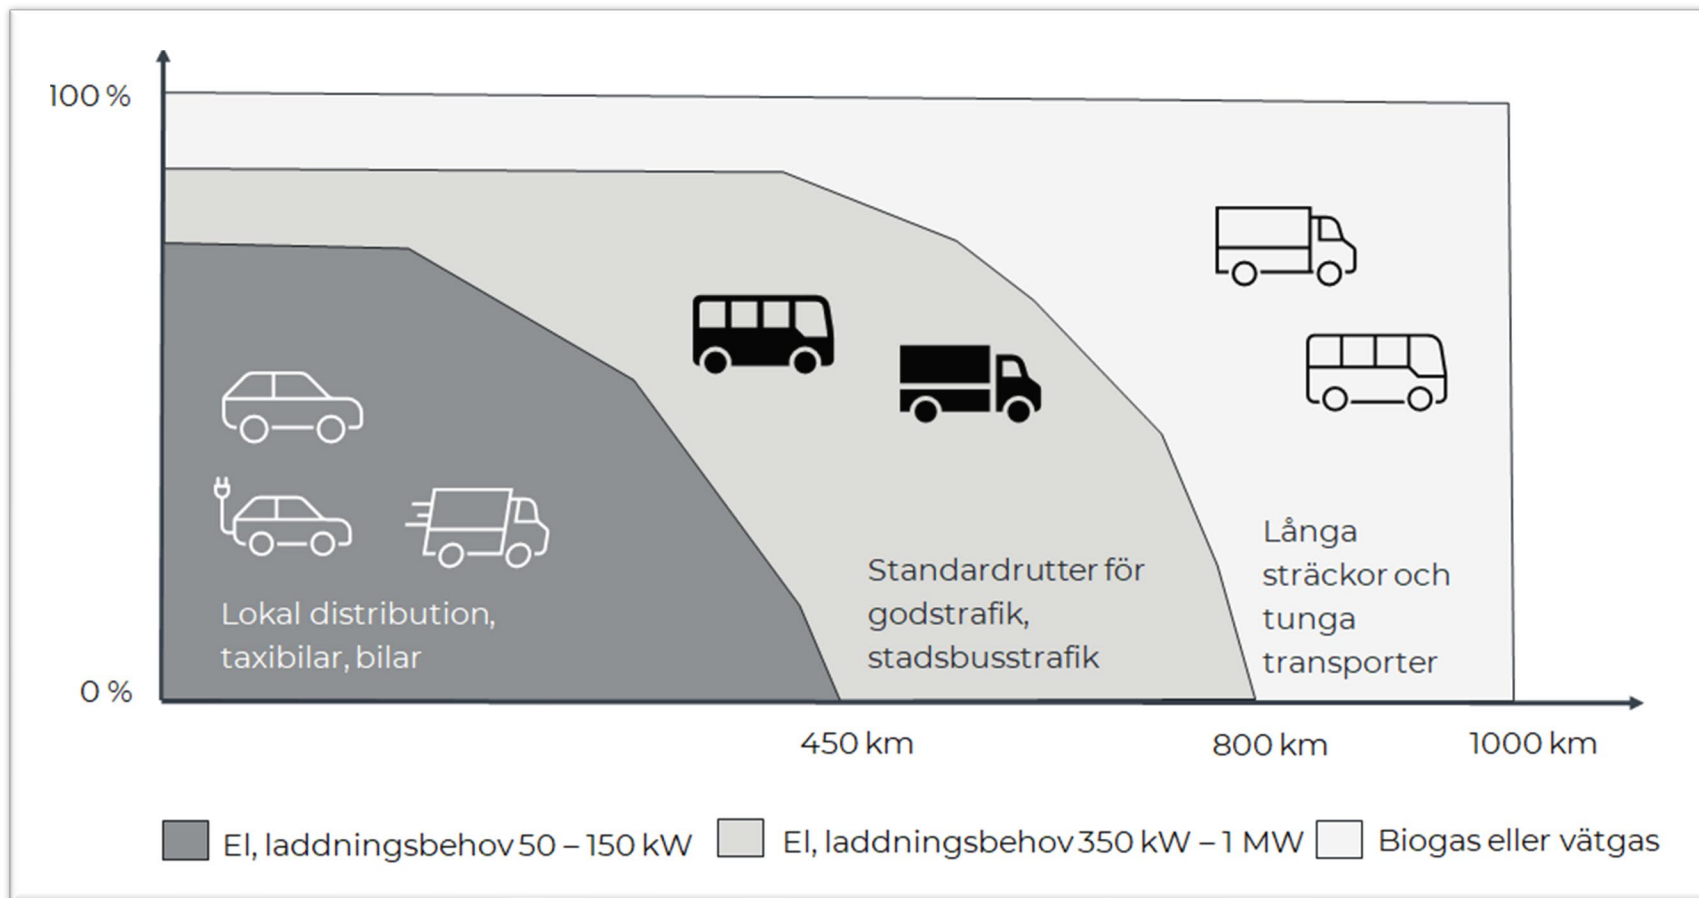 100 %
Lokal distribution,
taxibilar, bilar
Standardrutter för
godstrafik,
stadsbusstrafik
Långa
sträckor och
tunga
transporter
0 %
450 km
800 km
1000 km
El, laddningsbehov 50 – 150 kW
El, laddningsbehov 350 kW – 1 MW
Biogas eller vätgas